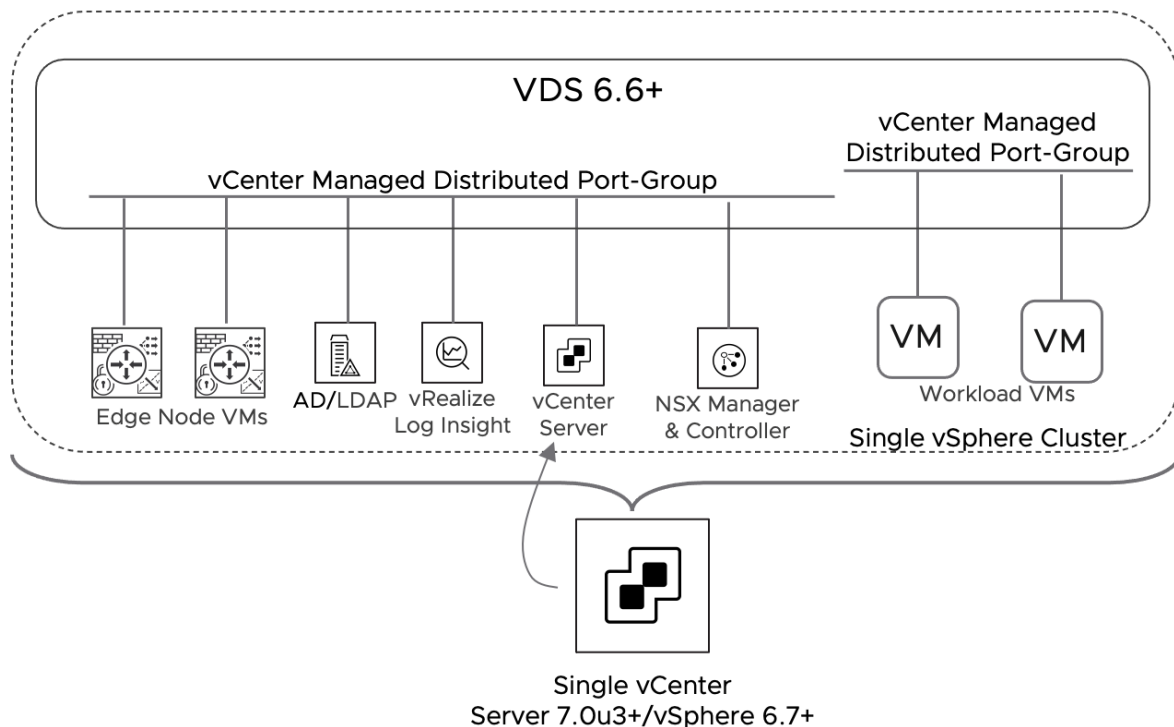 VDS 6.6+
vCenter Managed
Distributed Port-Group
vCenter Managed Distributed Port-Group
Edge Node VMs
AD/LDAP
vRealize
Log Insight
vCenter
Server
NSX Manager
& Controller
VM
VM
Workload VMs
Single vSphere Cluster
Single vCenter
Server 7.0u3+/vSphere 6.7+